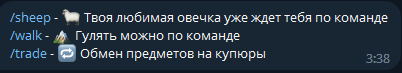 /sheep - 🐑 Твоя любимая овечка уже ждет тебя по команде
/walk - 🏔 Гулять можно по команде
/trade - 🔁 Обмен предметов на купюры
3:38